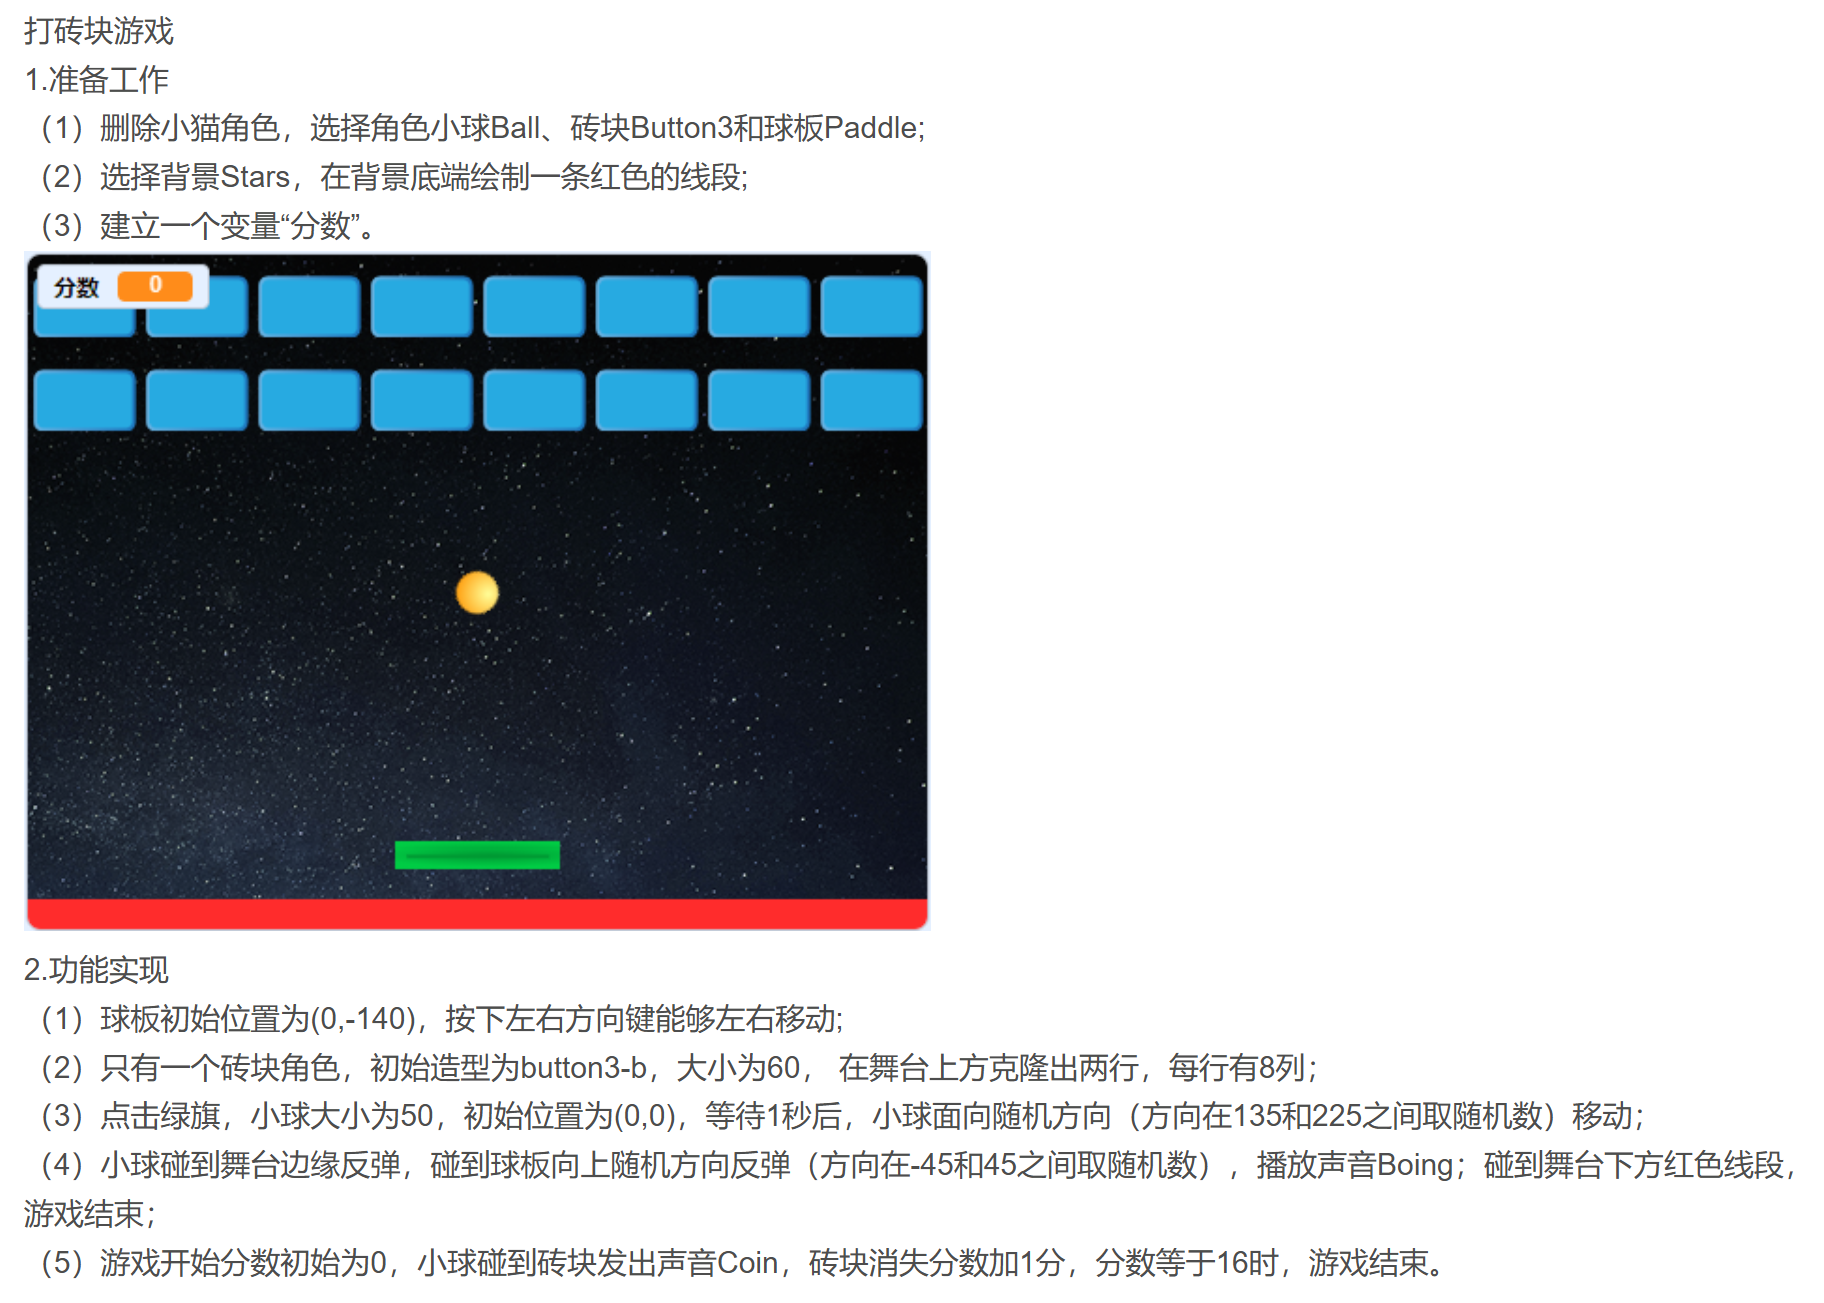 打砖块游戏
1.准备工作
（1）删除小猫角色，选择角色小球Ball、砖块Button3和球板Paddle;
（2）选择背景Stars，在背景底端绘制一条红色的线段;
（3）建立一个变量“分数”。
分数 0
2.功能实现
（1）球板初始位置为(0,-140)，按下左右方向键能够左右移动;
（2）只有一个砖块角色，初始造型为button3-b，大小为60， 在舞台上方克隆出两行，每行有8列；
（3）点击绿旗，小球大小为50，初始位置为(0,0)，等待1秒后，小球面向随机方向（方向在135和225之间取随机数）移动；
（4）小球碰到舞台边缘反弹，碰到球板向上随机方向反弹（方向在-45和45之间取随机数），播放声音Boing；碰到舞台下方红色线段，
游戏结束；
（5）游戏开始分数初始为0，小球碰到砖块发出声音Coin，砖块消失分数加1分，分数等于16时，游戏结束。